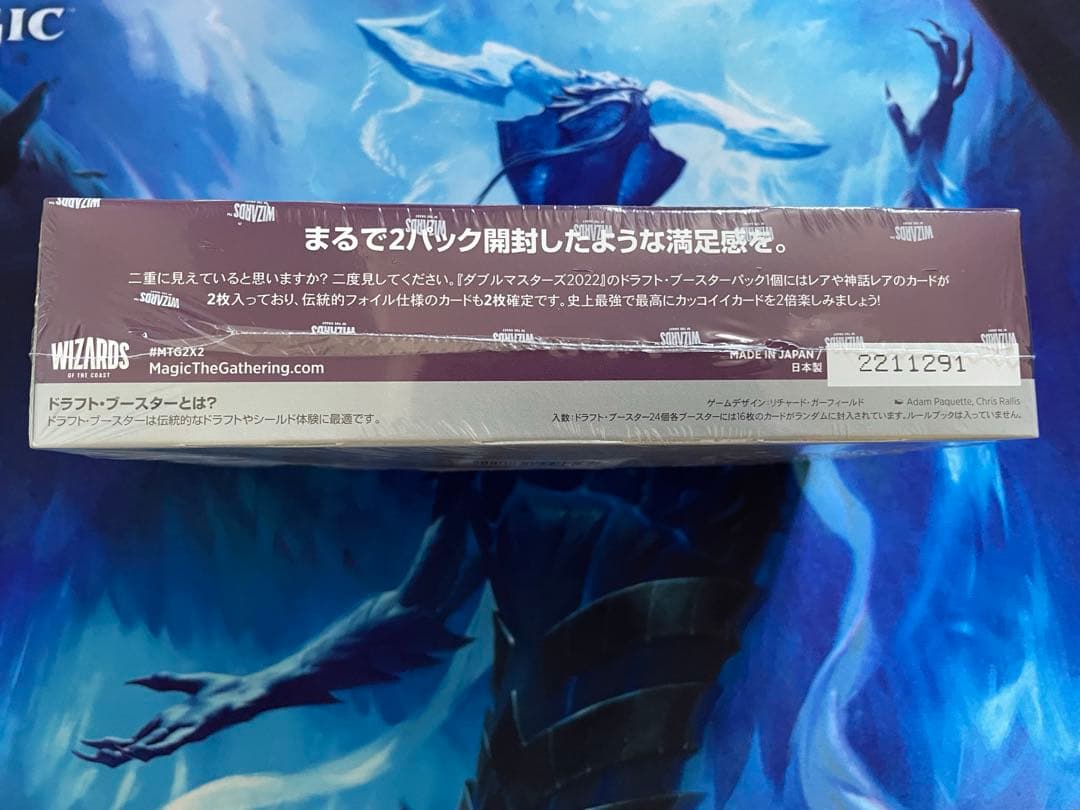 GIC
まるで2パック開封したような満足感を。
二重に見えていると思いますか? 二度見してください。『ダブルマスターズ2022』のドラフト・ブースターパック1個にはレアや神話レアのカードが
2枚入っており、伝統的フォイル仕様のカードも2枚確定です。史上最強で最高にカッコイイカードを2倍楽しみましょう!
WIZARDS
OF THE COAST
#MTG2X2
MagicTheGathering.com
MADE IN JAPAN /
日本製
2211291
ドラフト・ブースターとは?
ドラフト・ブースターは伝統的なドラフトやシールド体験に最適です。
ゲームデザイン:リチャード・ガーフィールド
Adam Paquette, Chris Rallis
入数:ドラフト・ブースター24個各ブースターには16枚のカードがランダムに封入されています。ルールブックは入っていません。
WIZARDS
WIZARDS
WIZARDS
WIZARDS
WIZARDS
WIZARDS
WIZARDS
WIZARDS